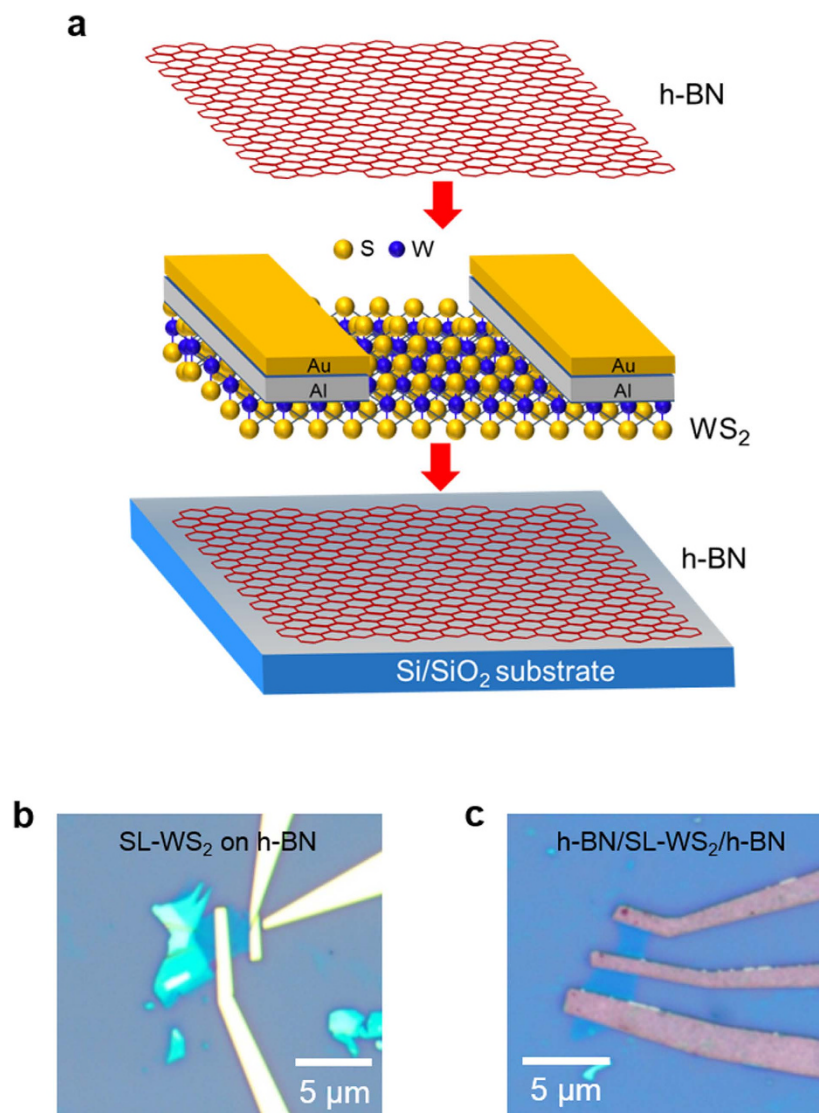 a
h-BN
S W
Au Au
Al Al
WS₂
h-BN
Si/SiO₂ substrate
b
SL-WS₂ on h-BN
5 µm
c
h-BN/SL-WS₂/h-BN
5 µm